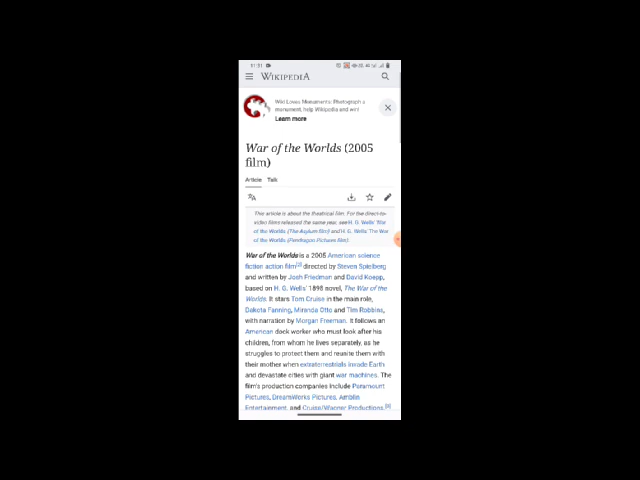 11:31
WIKIPEDIA
Wiki Loves Monuments: Photograph a
monument, help Wikipedia and win!
Learn more
War of the Worlds (2005
film)
Article Talk
This article is about the theatrical film. For the direct-to-
video films released the same year, see H. G. Wells' War
of the Worlds (The Asylum film) and H. G. Wells' The War
of the Worlds (Pendragon Pictures film).
War of the Worlds is a 2005 American science
fiction action film[2] directed by Steven Spielberg
and written by Josh Friedman and David Koepp,
based on H. G. Wells' 1898 novel, The War of the
Worlds. It stars Tom Cruise in the main role,
Dakota Fanning, Miranda Otto and Tim Robbins,
with narration by Morgan Freeman. It follows an
American dock worker who must look after his
children, from whom he lives separately, as he
struggles to protect them and reunite them with
their mother when extraterrestrials invade Earth
and devastate cities with giant war machines. The
film's production companies include Paramount
Pictures, DreamWorks Pictures, Amblin
Entertainment, and Cruise/Wagner Productions.